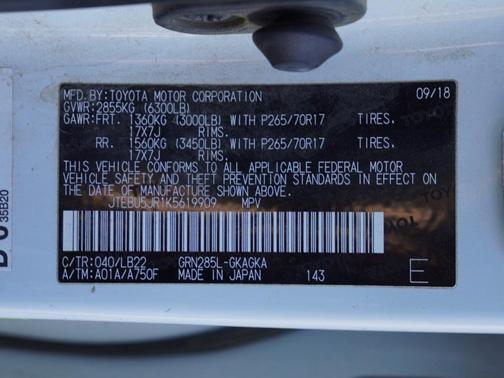 MFD.BY:TOYOTA MOTOR CORPORATION 09/18
GVWR:2855KG (6300LB)
GAWR:FRT. 1360KG (3000LB) WITH P265/70R17 TIRES,
17X7J RIMS.
RR. 1560KG (3450LB) WITH P265/70R17 TIRES,
17X7J RIMS.
THIS VEHICLE CONFORMS TO ALL APPLICABLE FEDERAL MOTOR
VEHICLE SAFETY AND THEFT PREVENTION STANDARDS IN EFFECT ON
THE DATE OF MANUFACTURE SHOWN ABOVE.
JTEBU5JR1K5619909 MPV
C/TR:040/LB22 GRN285L-GKAGKA
A/TM:A01A/A750F MADE IN JAPAN 143
E
35B20
TOYOTA